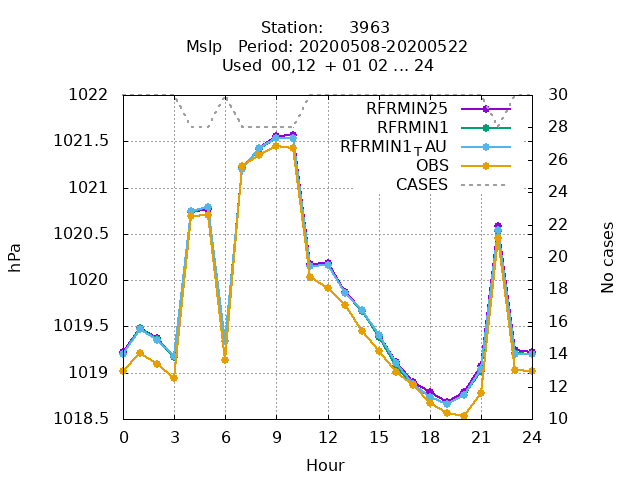 Station: 3963
Mslp Period: 20200508-20200522
Used 00,12 + 01 02 ... 24
1022
1021.5
1021
1020.5
1020
1019.5
1019
1018.5
hPa
RFRMIN25
RFRMIN1
RFRMIN1TAU
OBS
CASES
30
28
26
24
22
20
18
16
14
12
10
No cases
0 3 6 9 12 15 18 21 24
Hour